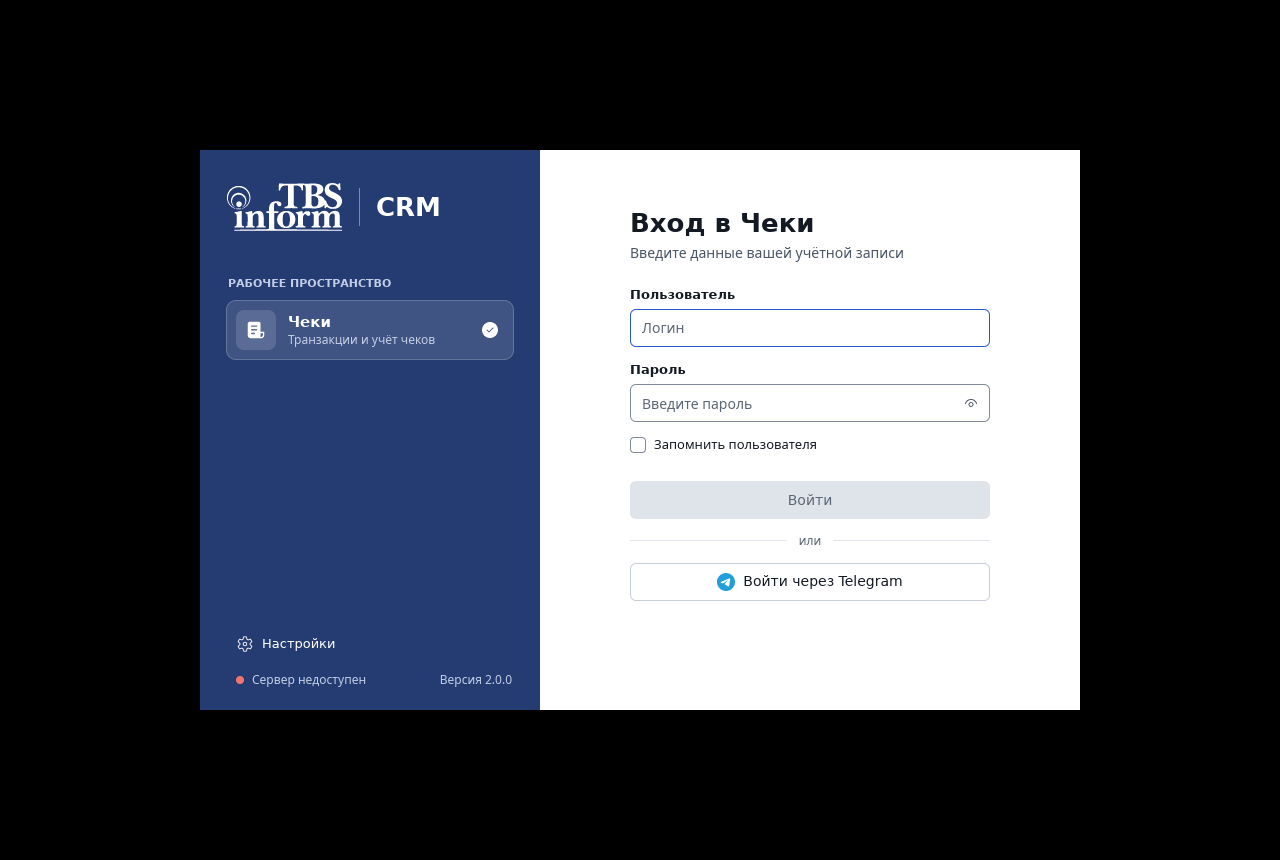 TBS
inform
CRM
РАБОЧЕЕ ПРОСТРАНСТВО
Чеки
Транзакции и учёт чеков
Настройки
Сервер недоступен
Версия 2.0.0
Вход в Чеки
Введите данные вашей учётной записи
Пользователь
Логин
Пароль
Введите пароль
Запомнить пользователя
Войти
или
Войти через Telegram